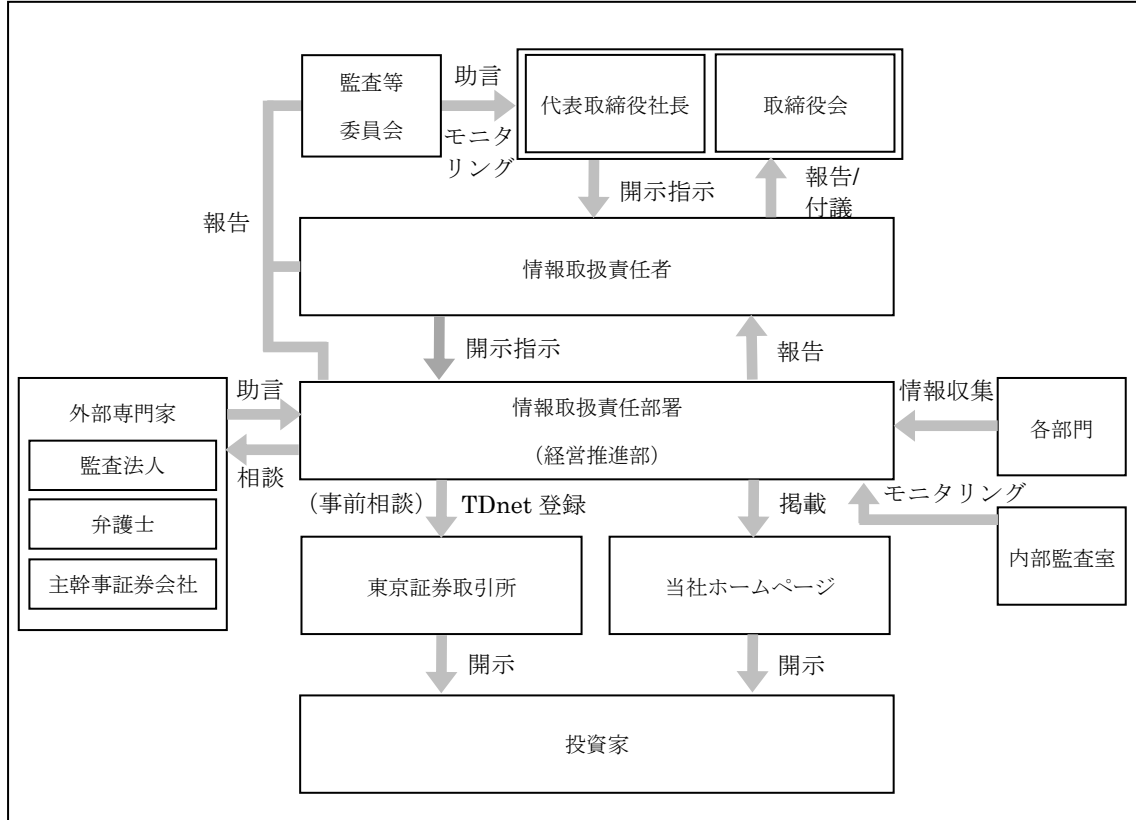 監査等
委員会
助言
モニタ
リング
代表取締役社長
取締役会
開示指示
報告/
付議
報告
情報取扱責任者
開示指示
報告
外部専門家
監査法人
弁護士
主幹事証券会社
助言
相談
情報取扱責任部署
（経営推進部）
情報収集
各部門
モニタリング
内部監査室
（事前相談）
TDnet 登録
掲載
東京証券取引所
当社ホームページ
開示
開示
投資家